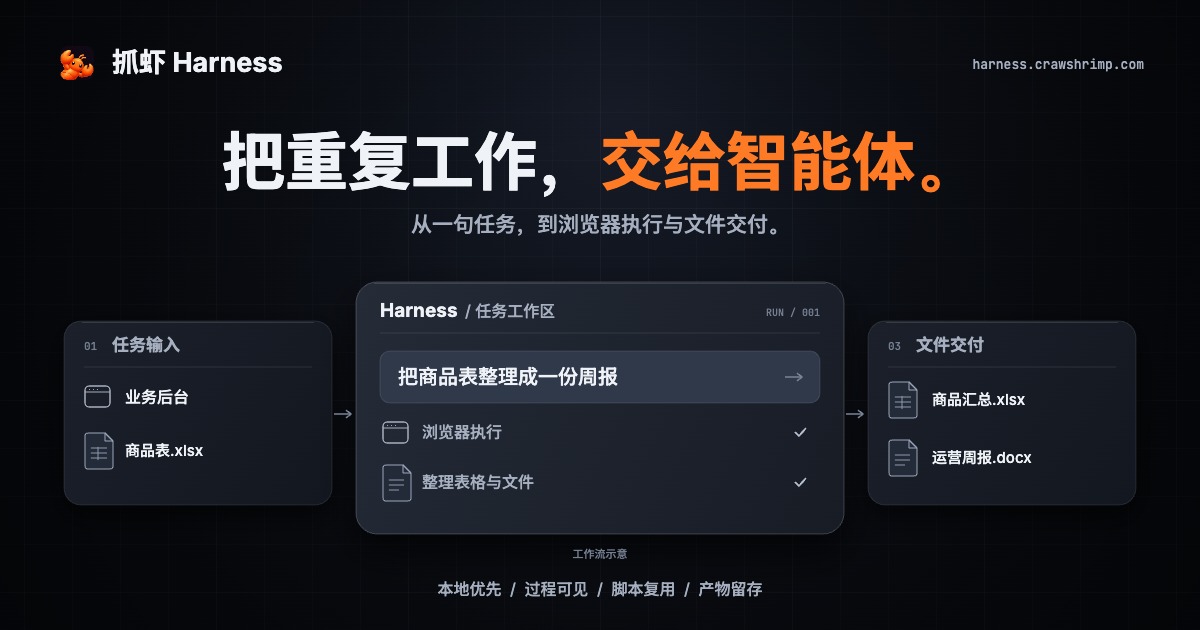 抓虾 Harness
harness.crawshrimp.com
把重复工作，交给智能体。
从一句任务，到浏览器执行与文件交付。
01 任务输入
业务后台
商品表.xlsx
Harness / 任务工作区
RUN / 001
把商品表整理成一份周报
浏览器执行
整理表格与文件
03 文件交付
商品汇总.xlsx
运营周报.docx
工作流示意
本地优先 / 过程可见 / 脚本复用 / 产物留存